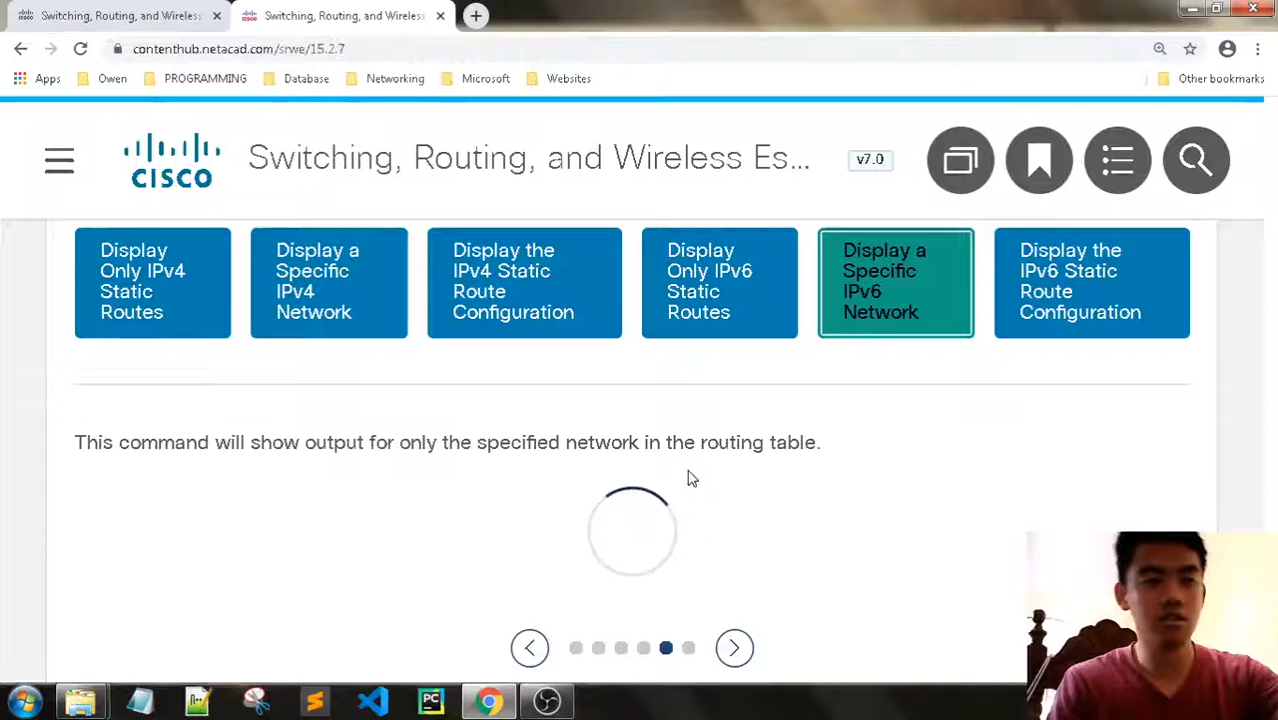 Switching, Routing, and Wireless
Switching, Routing, and Wireless
contenthub.netacad.com/srwe/15.2.7
Apps
Owen
PROGRAMMING
Database
Networking
Microsoft
Websites
Other bookmarks
CISCO
Switching, Routing, and Wireless Es...
v7.0
Display
Only IPv4
Static
Routes
Display a
Specific
IPv4
Network
Display the
IPv4 Static
Route
Configuration
Display
Only IPv6
Static
Routes
Display a
Specific
IPv6
Network
Display the
IPv6 Static
Route
Configuration
This command will show output for only the specified network in the routing table.
PC